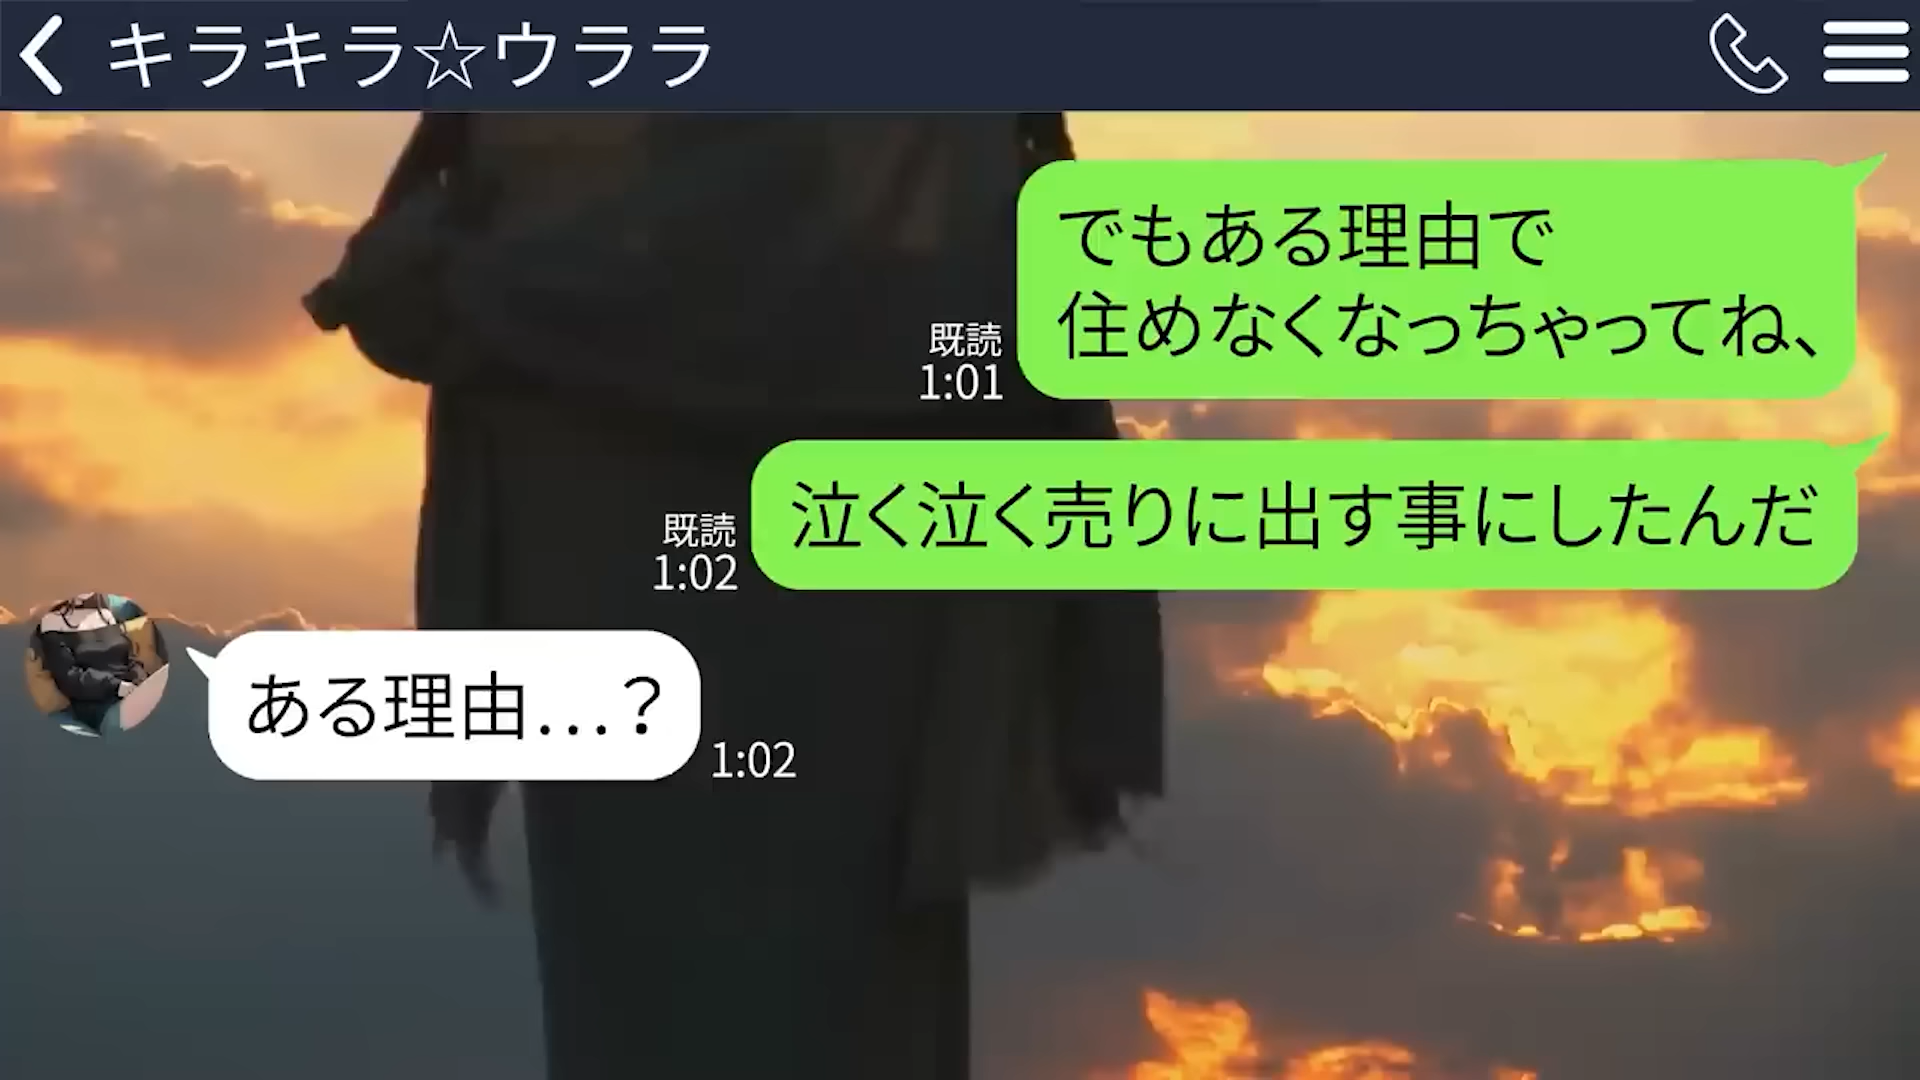 キラキラ☆ウララ
でもある理由で
住めなくなっちゃってね、
既読
1:01
泣く泣く売りに出す事にしたんだ
既読
1:02
ある理由…？
1:02